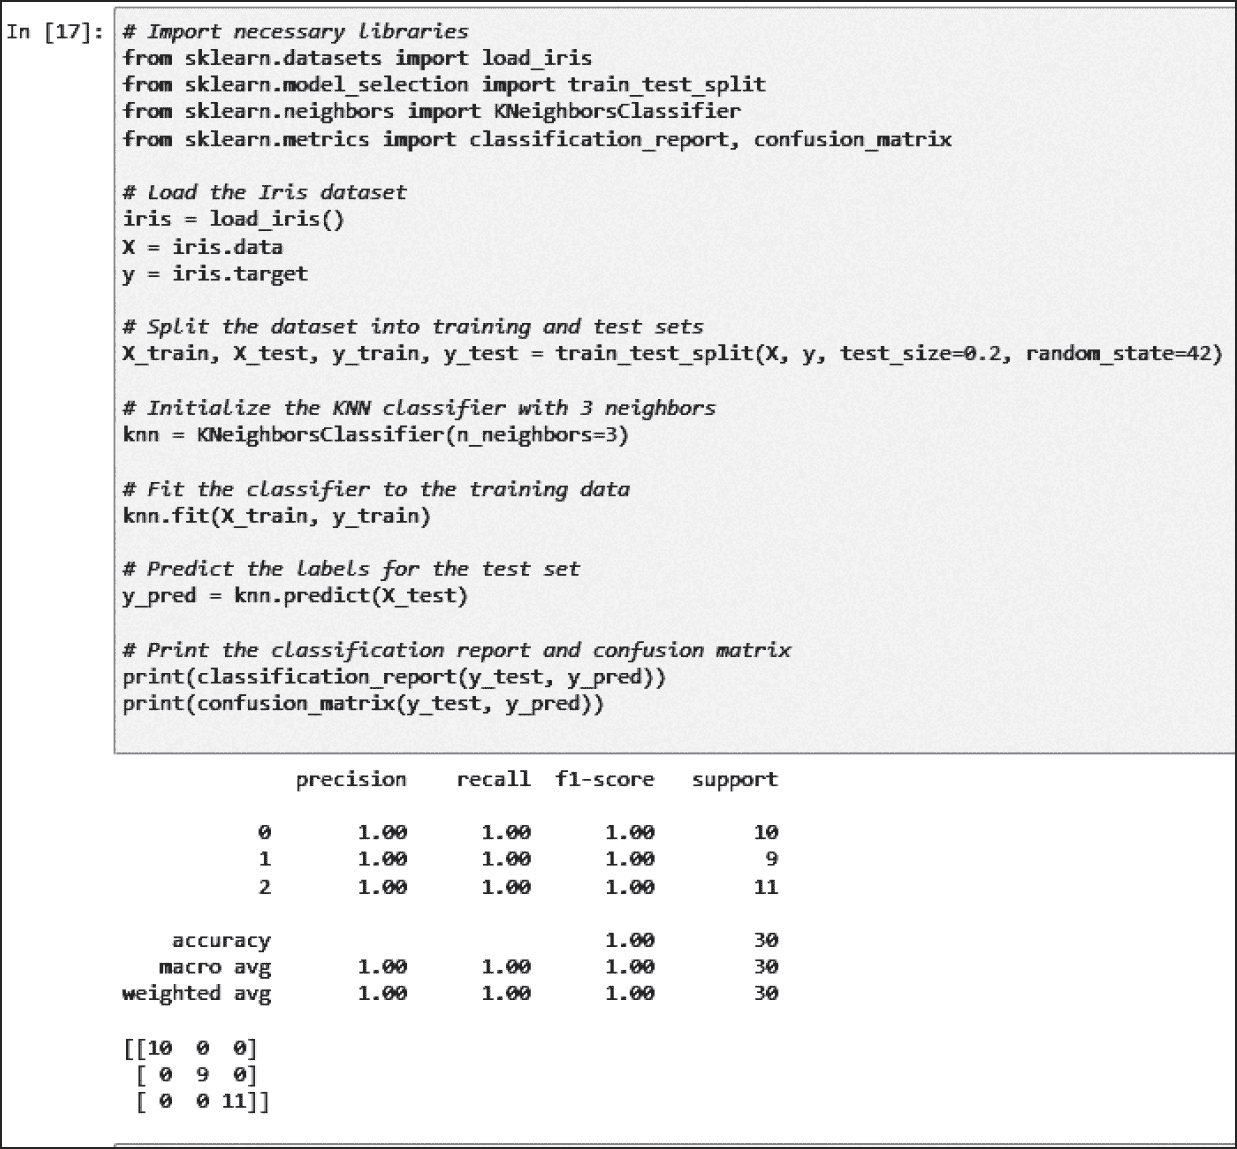 In [17]: # Import necessary libraries
from sklearn.datasets import load_iris
from sklearn.model_selection import train_test_split
from sklearn.neighbors import KNeighborsClassifier
from sklearn.metrics import classification_report, confusion_matrix
# Load the Iris dataset
iris = load_iris()
X = iris.data
y = iris.target
# Split the dataset into training and test sets
X_train, X_test, y_train, y_test = train_test_split(X, y, test_size=0.2, random_state=42)
# Initialize the KNN classifier with 3 neighbors
knn = KNeighborsClassifier(n_neighbors=3)
# Fit the classifier to the training data
knn.fit(X_train, y_train)
# Predict the labels for the test set
y_pred = knn.predict(X_test)
# Print the classification report and confusion matrix
print(classification_report(y_test, y_pred))
print(confusion_matrix(y_test, y_pred))
precision recall f1-score support
0 1.00 1.00 1.00 10
1 1.00 1.00 1.00 9
2 1.00 1.00 1.00 11
accuracy 1.00 30
macro avg 1.00 1.00 1.00 30
weighted avg 1.00 1.00 1.00 30
[[10 0 0]
[ 0 9 0]
[ 0 0 11]]